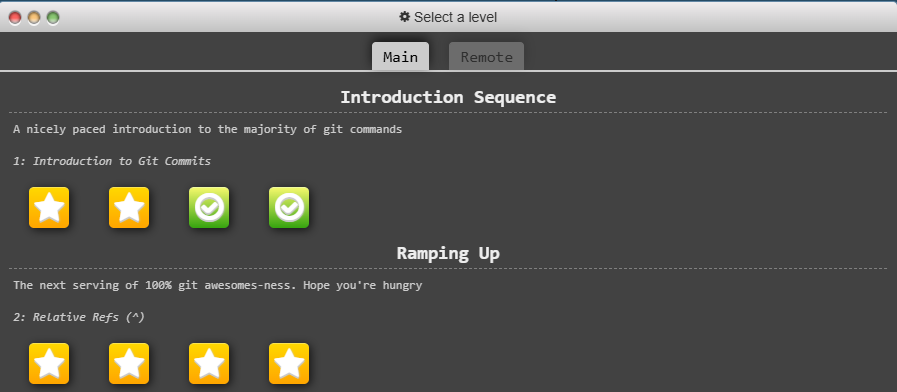 Select a level
Main
Remote
Introduction Sequence
A nicely paced introduction to the majority of git commands
1: Introduction to Git Commits
Ramping Up
The next serving of 100% git awesomes-ness. Hope you're hungry
2: Relative Refs (^)